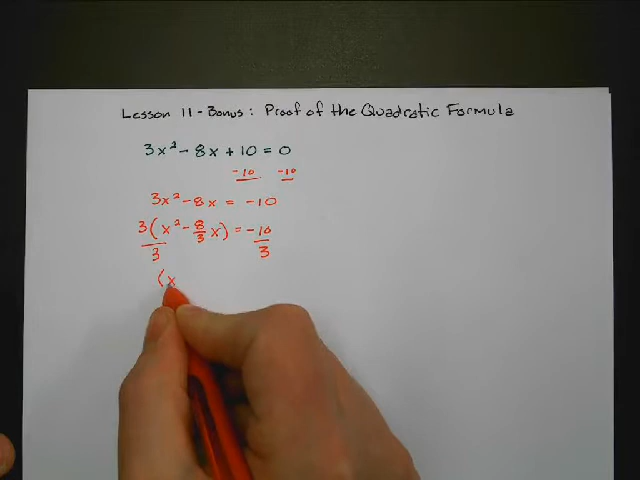 Lesson 11 - Bonus: Proof of the Quadratic Formula
3x² - 8x + 10 = 0
-10 -10
3x² - 8x = -10
3(x² - 8/3 x) = -10
3 3
(x